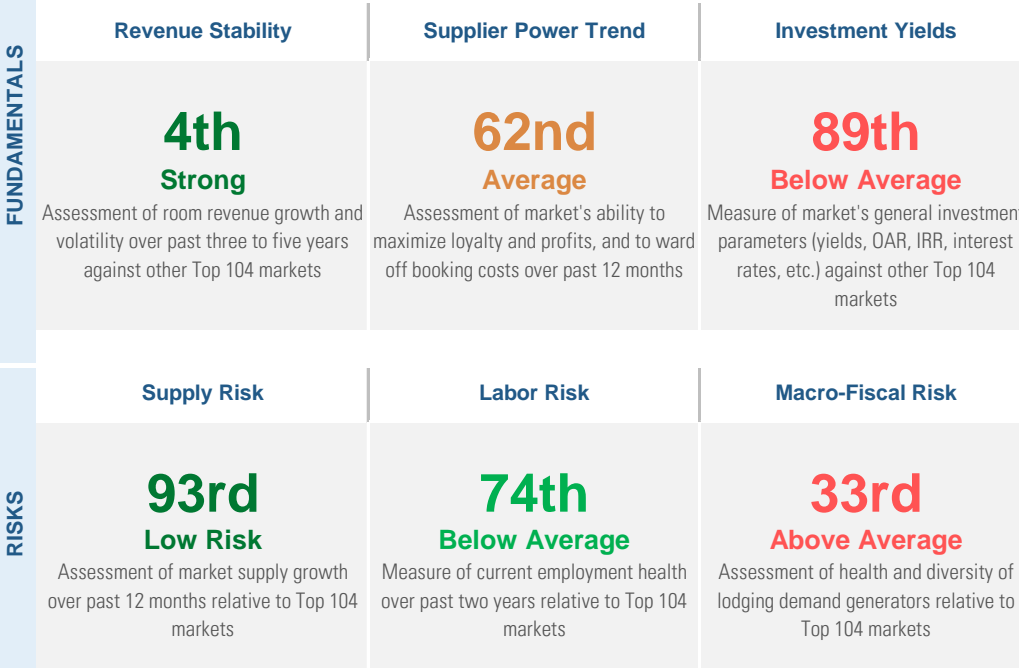 FUNDAMENTALS
Revenue Stability
4th
Strong
Assessment of room revenue growth and
volatility over past three to five years
against other Top 104 markets
Supplier Power Trend
62nd
Average
Assessment of market's ability to
maximize loyalty and profits, and to ward
off booking costs over past 12 months
Investment Yields
89th
Below Average
Measure of market's general investment
parameters (yields, OAR, IRR, interest
rates, etc.) against other Top 104
markets
RISKS
Supply Risk
93rd
Low Risk
Assessment of market supply growth
over past 12 months relative to Top 104
markets
Labor Risk
74th
Below Average
Measure of current employment health
over past two years relative to Top 104
markets
Macro-Fiscal Risk
33rd
Above Average
Assessment of health and diversity of
lodging demand generators relative to
Top 104 markets